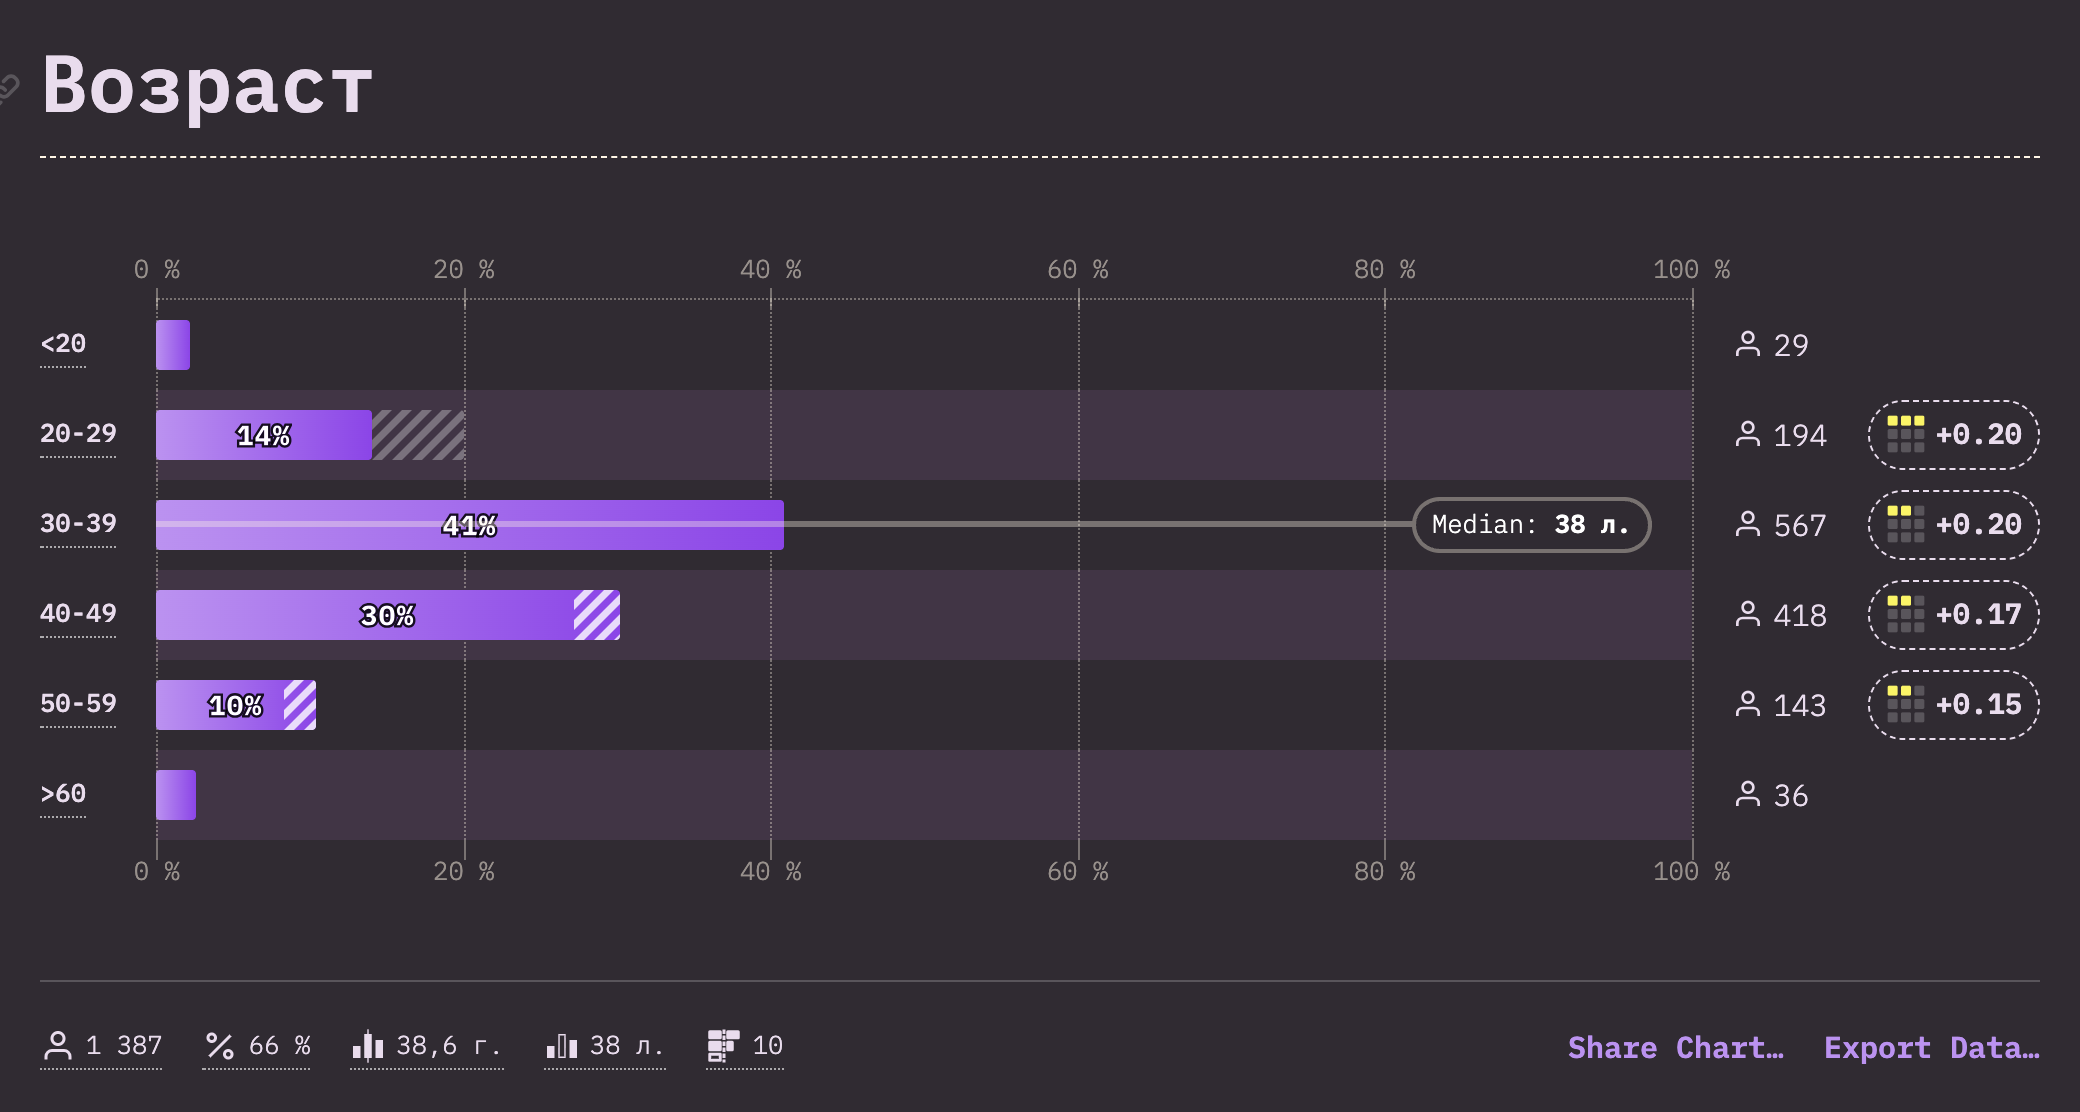 Возраст
0 % 20 % 40 % 60 % 80 % 100 %
<20 29
20-29 14% 194 +0.20
30-39 41% Median: 38 л. 567 +0.20
40-49 30% 418 +0.17
50-59 10% 143 +0.15
>60 36
0 % 20 % 40 % 60 % 80 % 100 %
1 387 66 % 38,6 г. 38 л. 10 Share Chart… Export Data…